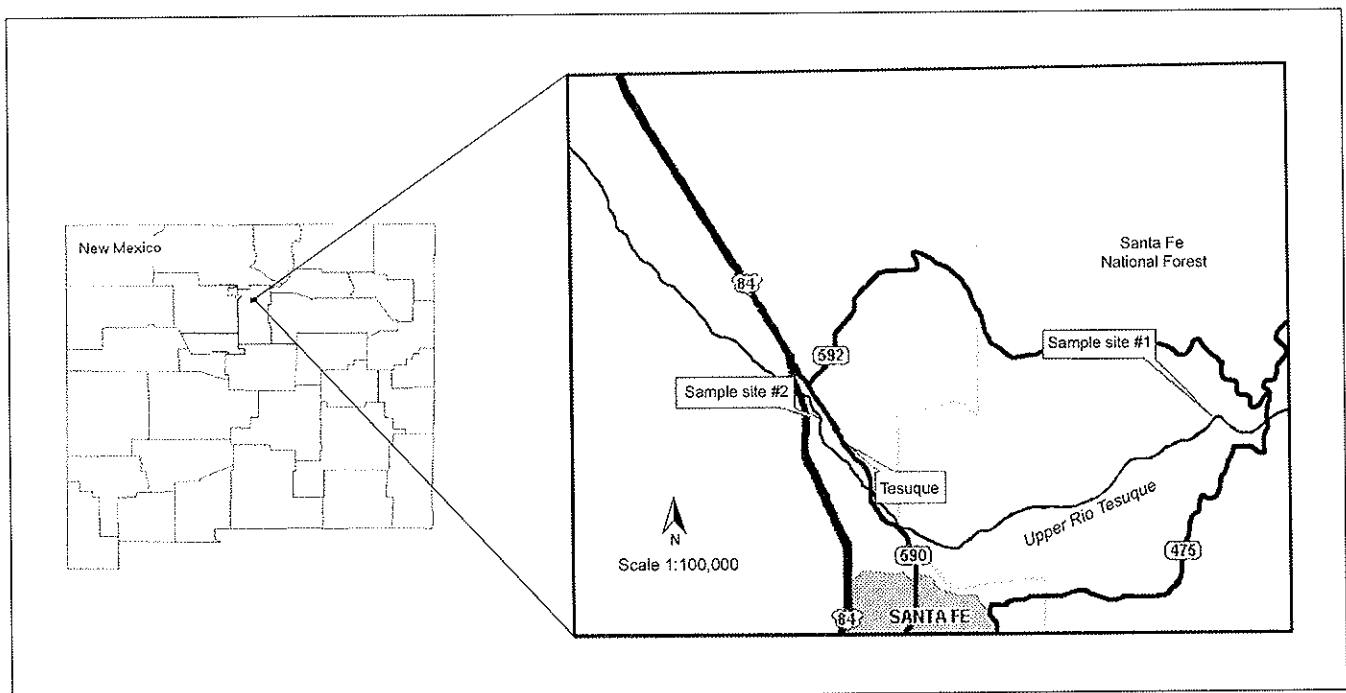 New Mexico
Santa Fe
National Forest
84
592
Sample site #1
Sample site #2
Tesuque
Upper Rio Tesuque
N
Scale 1:100,000
590
475
84
SANTA FE